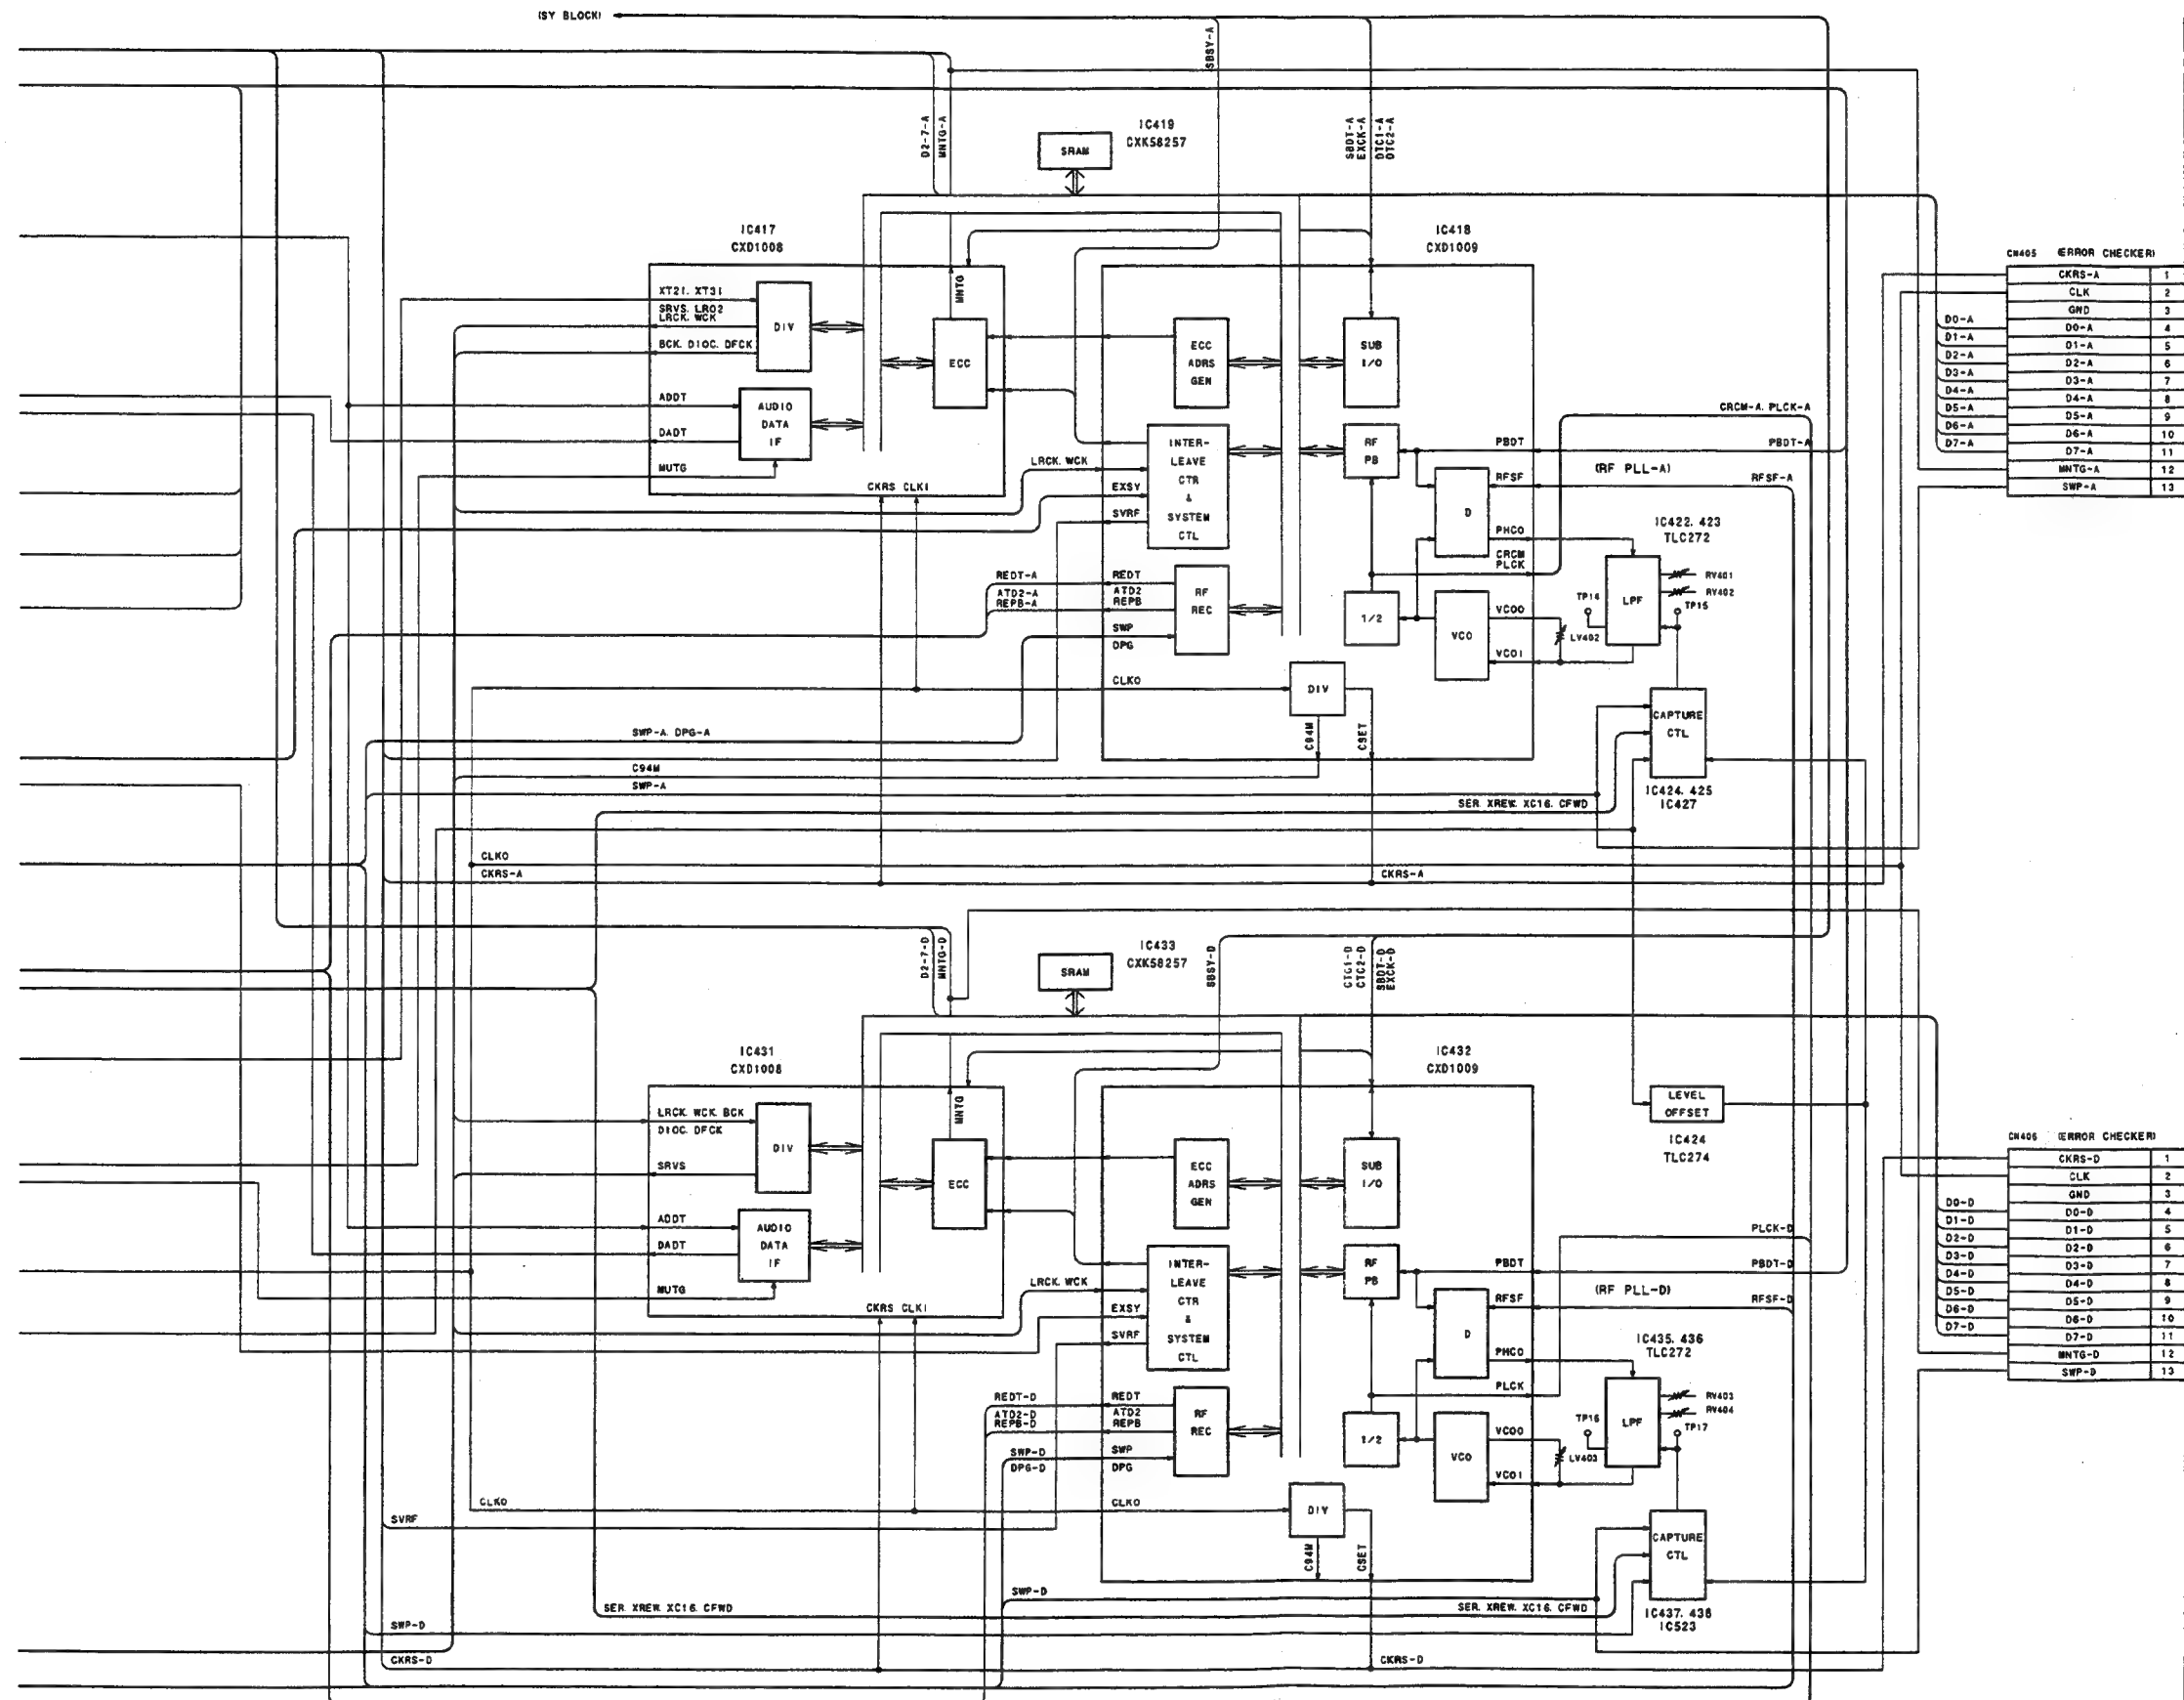 (SY BLOCK)
SBSY-A
D2-7-A
MNTG-A
IC419
CXK58257
SRAM
SBDT-A
EXCK-A
DTC1-A
DTC2-A
IC417
CXD1008
IC418
CXD1009
CN405 (ERROR CHECKER)
CKRS-A 1
CLK 2
GND 3
D0-A D0-A 4
D1-A D1-A 5
D2-A D2-A 6
D3-A D3-A 7
D4-A D4-A 8
D5-A D5-A 9
D6-A D6-A 10
D7-A D7-A 11
MNTG-A 12
SWP-A 13
XT21. XT31
SRVS. LRO2
LRCK. WCK
BCK. DIOC. DFCK
DIV
MNTG
ECC
ECC
ADRS
GEN
SUB
I/O
ADDT
DADT
MUTG
AUDIO
DATA
IF
CKRS CLKI
INTER-
LEAVE
CTR
&
SYSTEM
CTL
LRCK. WCK
EXSY
SVRF
RF
PB
CRCM-A. PLCK-A
PBDT
PBDT-A
(RF PLL-A)
RFSF
RFSF-A
D
PHCO
CRCM
PLCK
IC422. 423
TLC272
LPF
RV401
RV402
TP14
TP15
REDT-A
ATD2-A
REPB-A
REDT
ATD2
REPB
SWP
DPG
RF
REC
1/2
VCO
VCOO
VCOI
LV402
CLKO
DIV
C94M
CSET
CAPTURE
CTL
IC424. 425
IC427
SWP-A. DPG-A
C94M
SWP-A
SER. XREW. XC16. CFWD
CLKO
CKRS-A
CKRS-A
D2-7-D
MNTG-D
IC433
CXK58257
SRAM
SBSY-D
CTC1-D
CTC2-D
SBDT-D
EXCK-D
IC431
CXD1008
IC432
CXD1009
LEVEL
OFFSET
IC424
TLC274
CN406 (ERROR CHECKER)
CKRS-D 1
CLK 2
GND 3
D0-D D0-D 4
D1-D D1-D 5
D2-D D2-D 6
D3-D D3-D 7
D4-D D4-D 8
D5-D D5-D 9
D6-D D6-D 10
D7-D D7-D 11
MNTG-D 12
SWP-D 13
LRCK. WCK. BCK
DIOC. DFCK
SRVS
DIV
MNTG
ECC
ECC
ADRS
GEN
SUB
I/O
ADDT
DADT
MUTG
AUDIO
DATA
IF
CKRS CLKI
INTER-
LEAVE
CTR
&
SYSTEM
CTL
LRCK. WCK
EXSY
SVRF
RF
PB
PLCK-D
PBDT
PBDT-D
(RF PLL-D)
RFSF
RFSF-D
D
PHCO
PLCK
IC435. 436
TLC272
LPF
RV403
RV404
TP16
TP17
REDT-D
ATD2-D
REPB-D
REDT
ATD2
REPB
SWP-D
DPG-D
SWP
DPG
RF
REC
1/2
VCO
VCOO
VCOI
LV403
CLKO
CLKO
SVRF
DIV
C94M
CSET
CAPTURE
CTL
IC437. 438
IC523
SWP-D
SER. XREW. XC16. CFWD
SER. XREW. XC16. CFWD
SWP-D
CKRS-D
CKRS-D